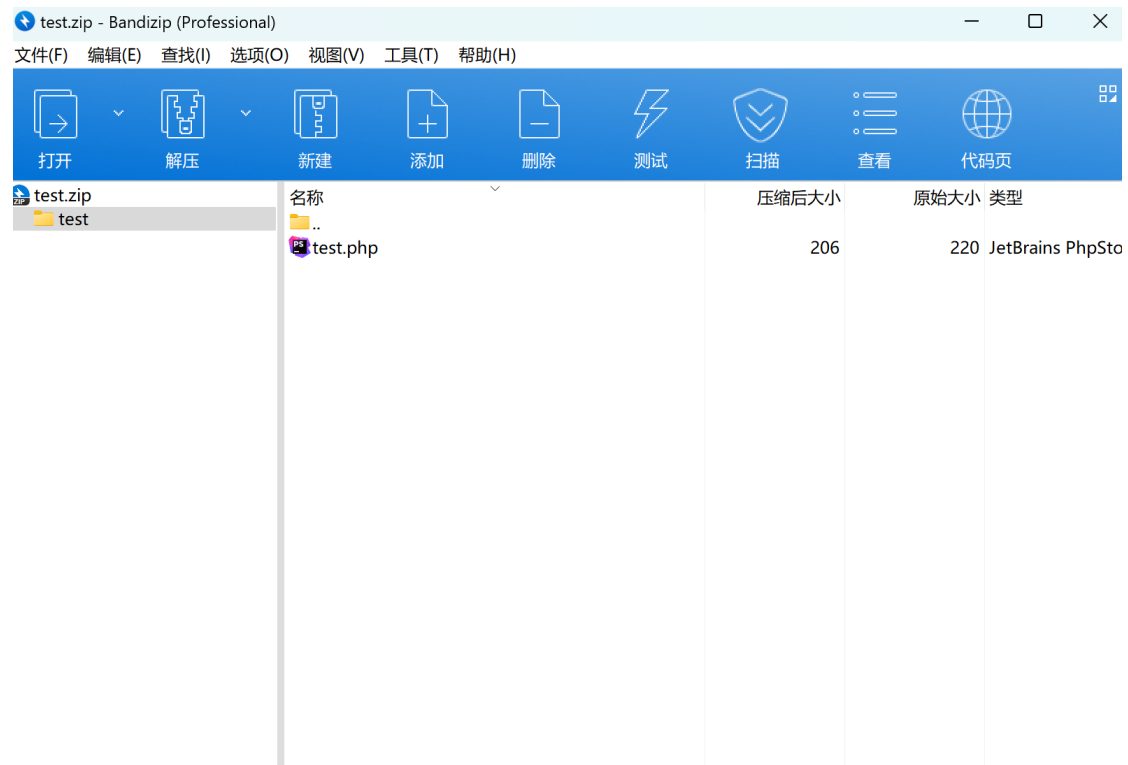 test.zip - Bandizip (Professional)
文件(F) 编辑(E) 查找(I) 选项(O) 视图(V) 工具(T) 帮助(H)
打开 解压 新建 添加 删除 测试 扫描 查看 代码页
test.zip
test
名称 压缩后大小 原始大小 类型
..
test.php 206 220 JetBrains PhpSto